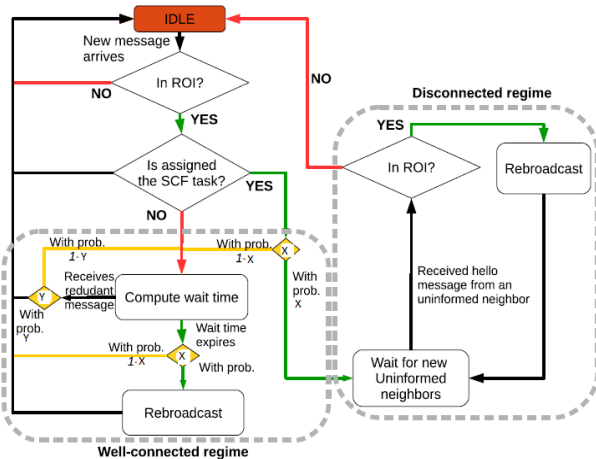 IDLE
New message
arrives
In ROI?
NO
YES
NO
Disconnected regime
YES
In ROI?
Rebroadcast
Is assigned
the SCF task?
YES
NO
With prob.
1-Y
With prob.
1-X
X
With
prob.
X
Receives
redudant
message
Y
With
prob.
Y
Compute wait time
Received hello
message from an
uninformed neighbor
Wait time
expires
With prob.
1-X
X
With prob.
Wait for new
Uninformed
neighbors
Rebroadcast
Well-connected regime